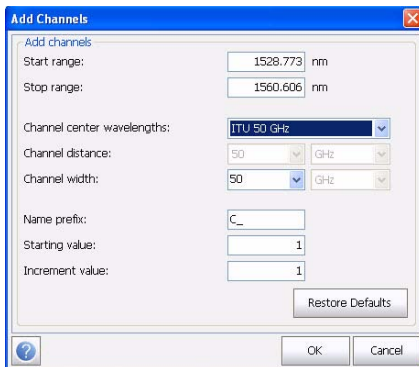 Add Channels
Add channels
Start range: 1528.773 nm
Stop range: 1560.606 nm
Channel center wavelengths: ITU 50 GHz
Channel distance: 50 GHz
Channel width: 50 GHz
Name prefix: C_
Starting value: 1
Increment value: 1
Restore Defaults
? OK Cancel